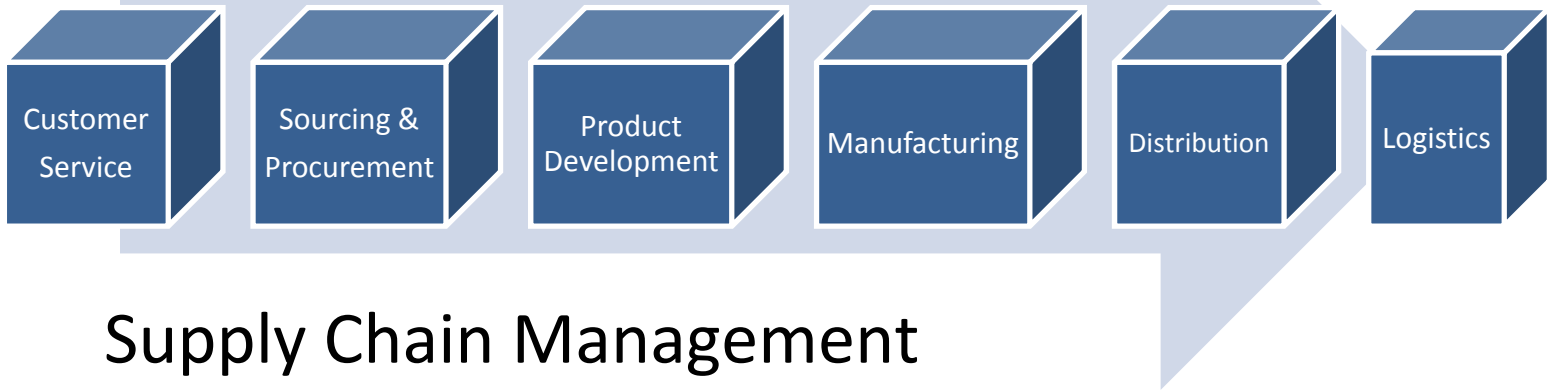 Customer
Service
Sourcing &
Procurement
Product
Development
Manufacturing
Distribution
Logistics
Supply Chain Management